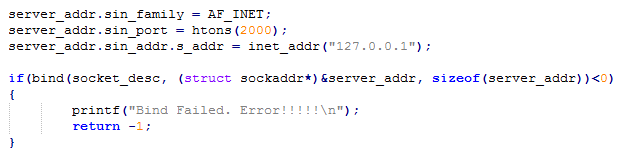 server_addr.sin_family = AF_INET;
server_addr.sin_port = htons(2000);
server_addr.sin_addr.s_addr = inet_addr("127.0.0.1");
if(bind(socket_desc, (struct sockaddr*)&server_addr, sizeof(server_addr))<0)
{
printf("Bind Failed. Error!!!!!\n");
return -1;
}